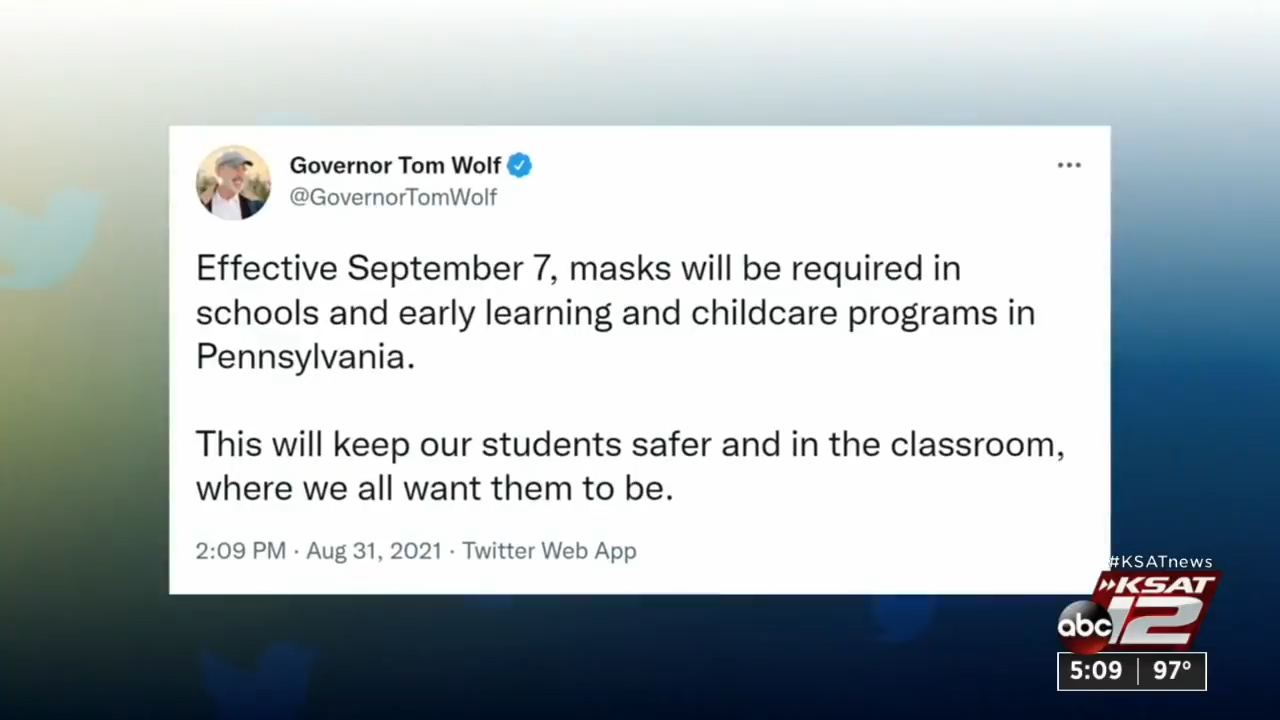 Governor Tom Wolf
@GovernorTomWolf
Effective September 7, masks will be required in
schools and early learning and childcare programs in
Pennsylvania.
This will keep our students safer and in the classroom,
where we all want them to be.
2:09 PM · Aug 31, 2021 · Twitter Web App
#KSATnews
KSAT
abc 12
5:09 97°